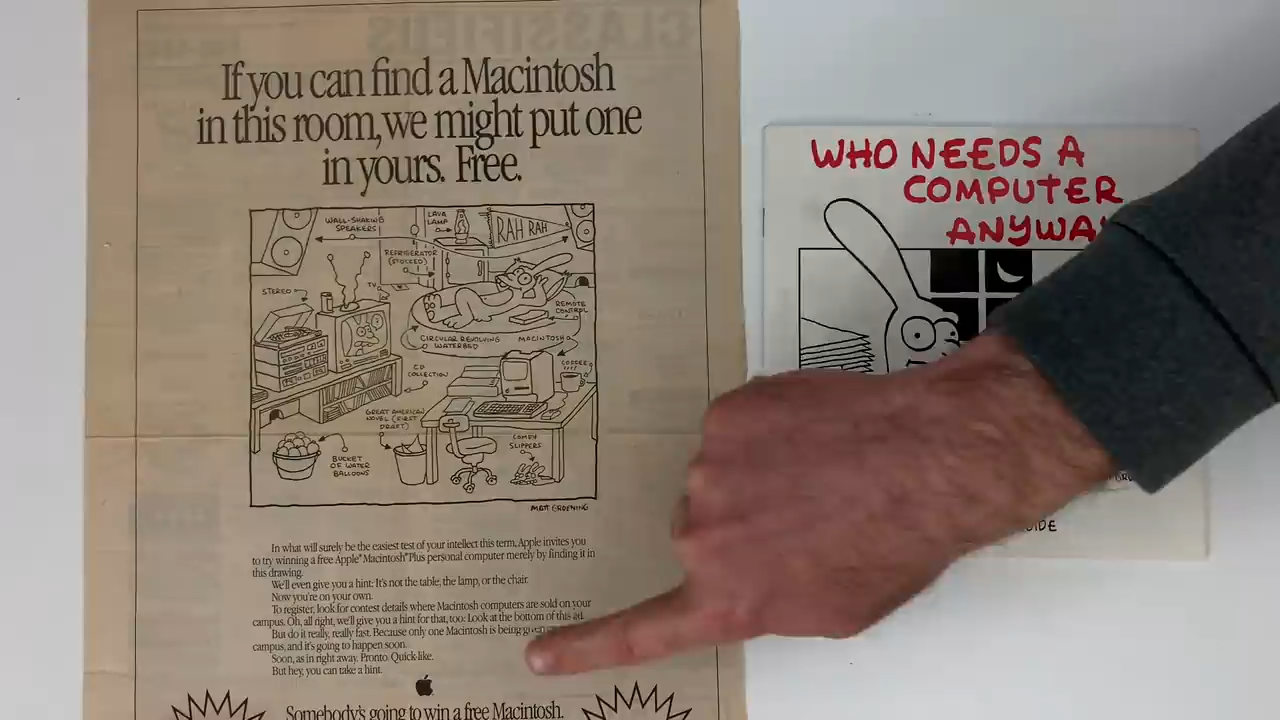 If you can find a Macintosh
in this room, we might put one
in yours. Free.
WALL-SHAKING
SPEAKERS
LAVA
LAMP
RAH RAH
REFRIGERATOR
(STOCKED)
TV
STEREO
REMOTE
CONTROL
CIRCULAR REVOLVING
WATERBED
MACINTOSH
COFFEE
CD
COLLECTION
GREAT AMERICAN
NOVEL (FIRST
DRAFT)
BUCKET
OF WATER
BALLOONS
COMFY
SLIPPERS
MATT GROENING
In what will surely be the easiest test of your intellect this term, Apple invites you
to try winning a free Apple® Macintosh® Plus personal computer merely by finding it in
this drawing.
We'll even give you a hint: It's not the table, the lamp, or the chair.
Now you're on your own.
To register, look for contest details where Macintosh computers are sold on your
campus. Oh, all right, we'll give you a hint for that, too: Look at the bottom of this ad.
But do it really, really fast. Because only one Macintosh is being
campus, and it's going to happen soon.
Soon, as in right away. Pronto. Quick-like.
But hey, you can take a hint.
Somebody's going to win a free Macintosh.
WHO NEEDS A
COMPUTER
ANYWA